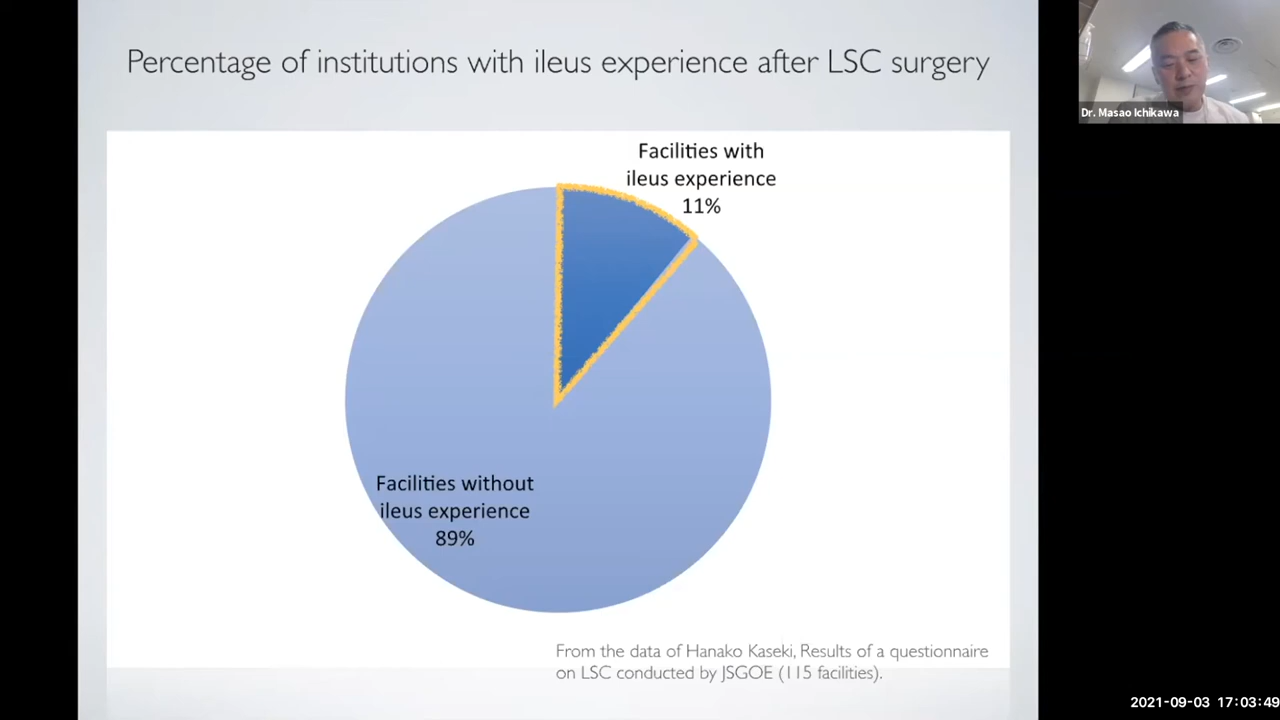 Percentage of institutions with ileus experience after LSC surgery
Dr. Masao Ichikawa
Facilities with
ileus experience
11%
Facilities without
ileus experience
89%
From the data of Hanako Kaseki, Results of a questionnaire
on LSC conducted by JSGOE (115 facilities).
2021-09-03 17:03:49